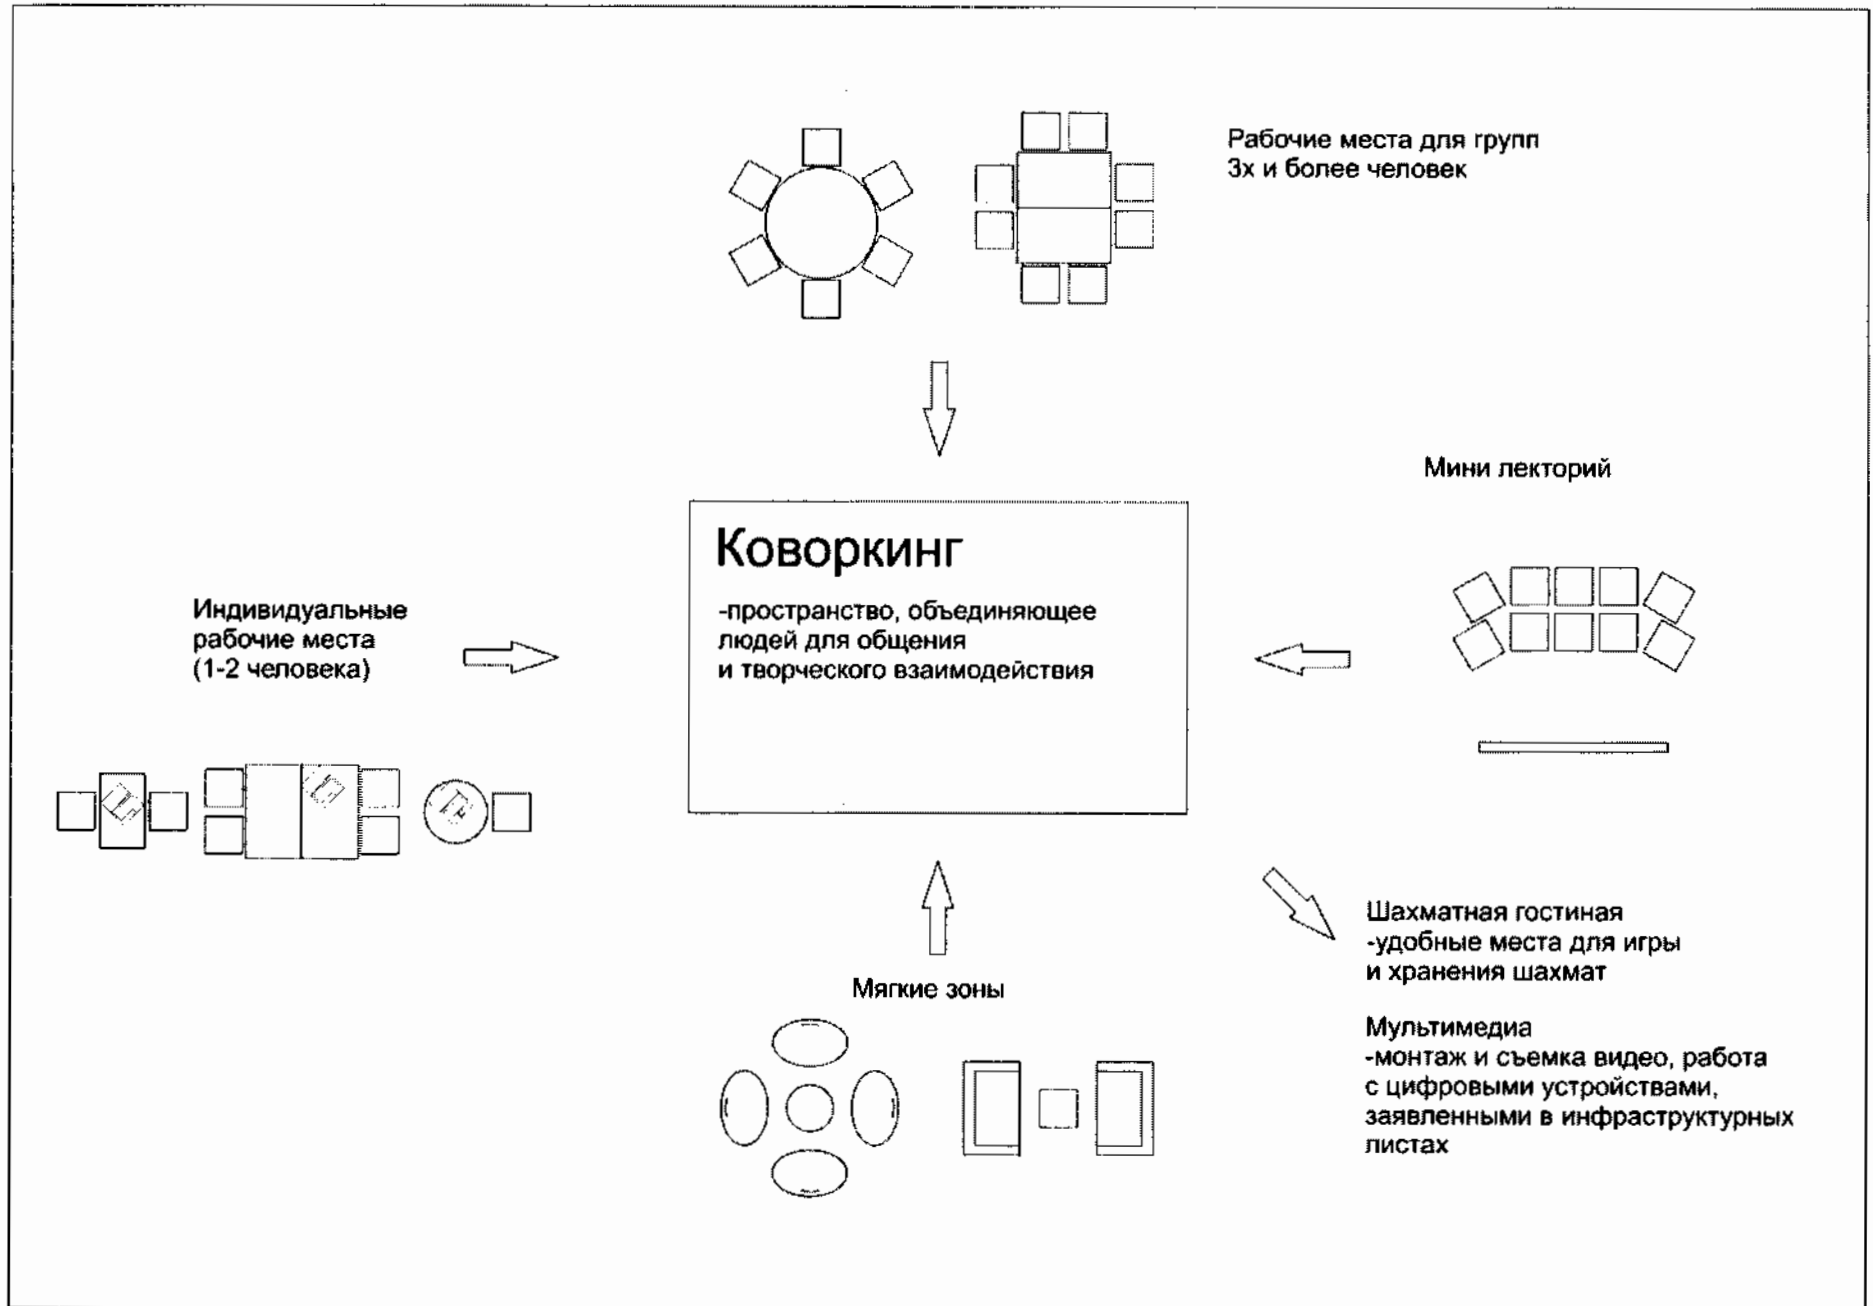 Рабочие места для групп
3х и более человек
Мини лекторий
Коворкинг
-пространство, объединяющее
людей для общения
и творческого взаимодействия
Индивидуальные
рабочие места
(1-2 человека)
Мягкие зоны
Шахматная гостиная
-удобные места для игры
и хранения шахмат
Мультимедиа
-монтаж и съемка видео, работа
с цифровыми устройствами,
заявленными в инфраструктурных
листах